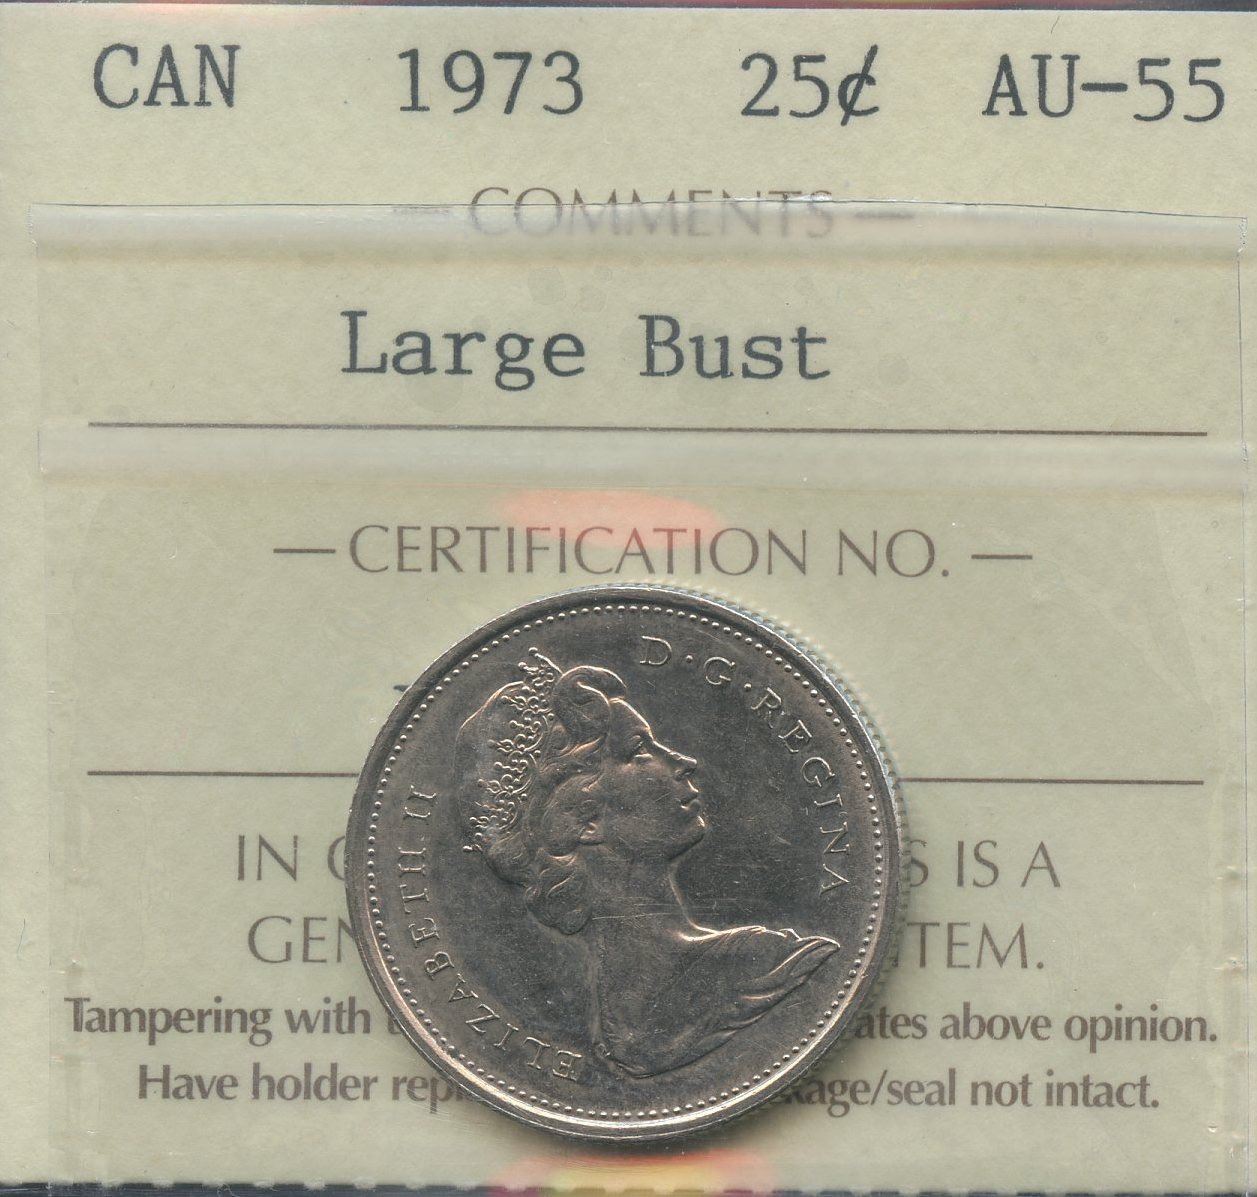 CAN 1973 25¢ AU-55
— COMMENTS —
Large Bust
— CERTIFICATION NO. —
D·G·REGINA
ELIZABETH II
IN S IS A
GEN TEM.
Tampering with ates above opinion.
Have holder kage/seal not intact.